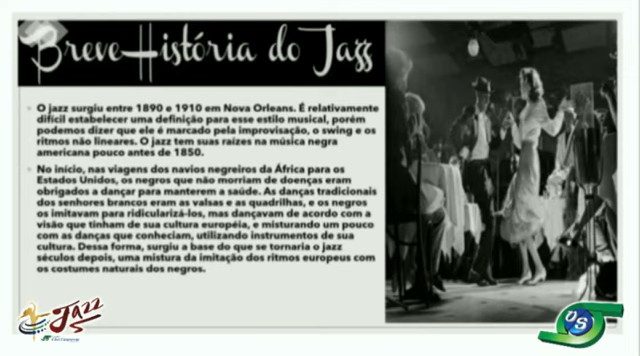 Breve História do Jazz
O jazz surgiu entre 1890 e 1910 em Nova Orleans. É relativamente
difícil estabelecer uma definição para esse estilo musical, porém
podemos dizer que ele é marcado pela improvisação, o swing e os
ritmos não lineares. O jazz tem suas raízes na música negra
americana pouco antes de 1850.
No início, nas viagens dos navios negreiros da África para os
Estados Unidos, os negros que não morriam de doenças eram
obrigados a dançar para manterem a saúde. As danças tradicionais
dos senhores brancos eram as valsas e as quadrilhas, e os negros
os imitavam para ridicularizá-los, mas dançavam de acordo com a
visão que tinham de sua cultura européia, e misturando um pouco
com as danças que conheciam, utilizando instrumentos de sua
cultura. Dessa forma, surgiu a base do que se tornaria o jazz
séculos depois, uma mistura da imitação dos ritmos europeus com
os costumes naturais dos negros.
Jazz
DS